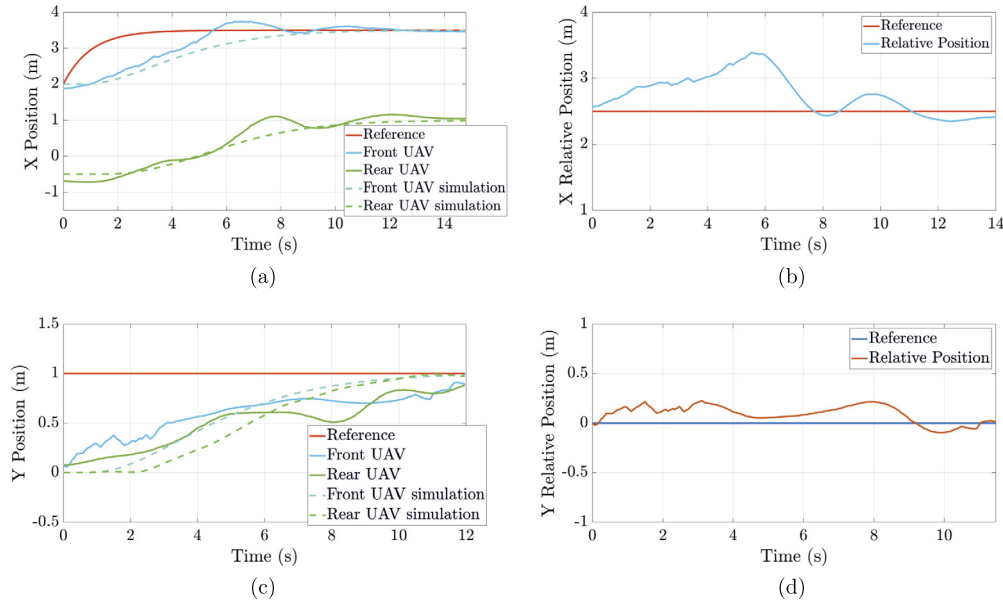 4
3
2
1
0
-1
X Position (m)
Reference
Front UAV
Rear UAV
Front UAV simulation
Rear UAV simulation
0 2 4 6 8 10 12 14
Time (s)
(a)
4
3
2
1
X Relative Position (m)
Reference
Relative Position
0 2 4 6 8 10 12 14
Time (s)
(b)
1.5
1
0.5
0
-0.5
Y Position (m)
Reference
Front UAV
Rear UAV
Front UAV simulation
Rear UAV simulation
0 2 4 6 8 10 12
Time (s)
(c)
1
0.5
0
-0.5
-1
Y Relative Position (m)
Reference
Relative Position
0 2 4 6 8 10
Time (s)
(d)